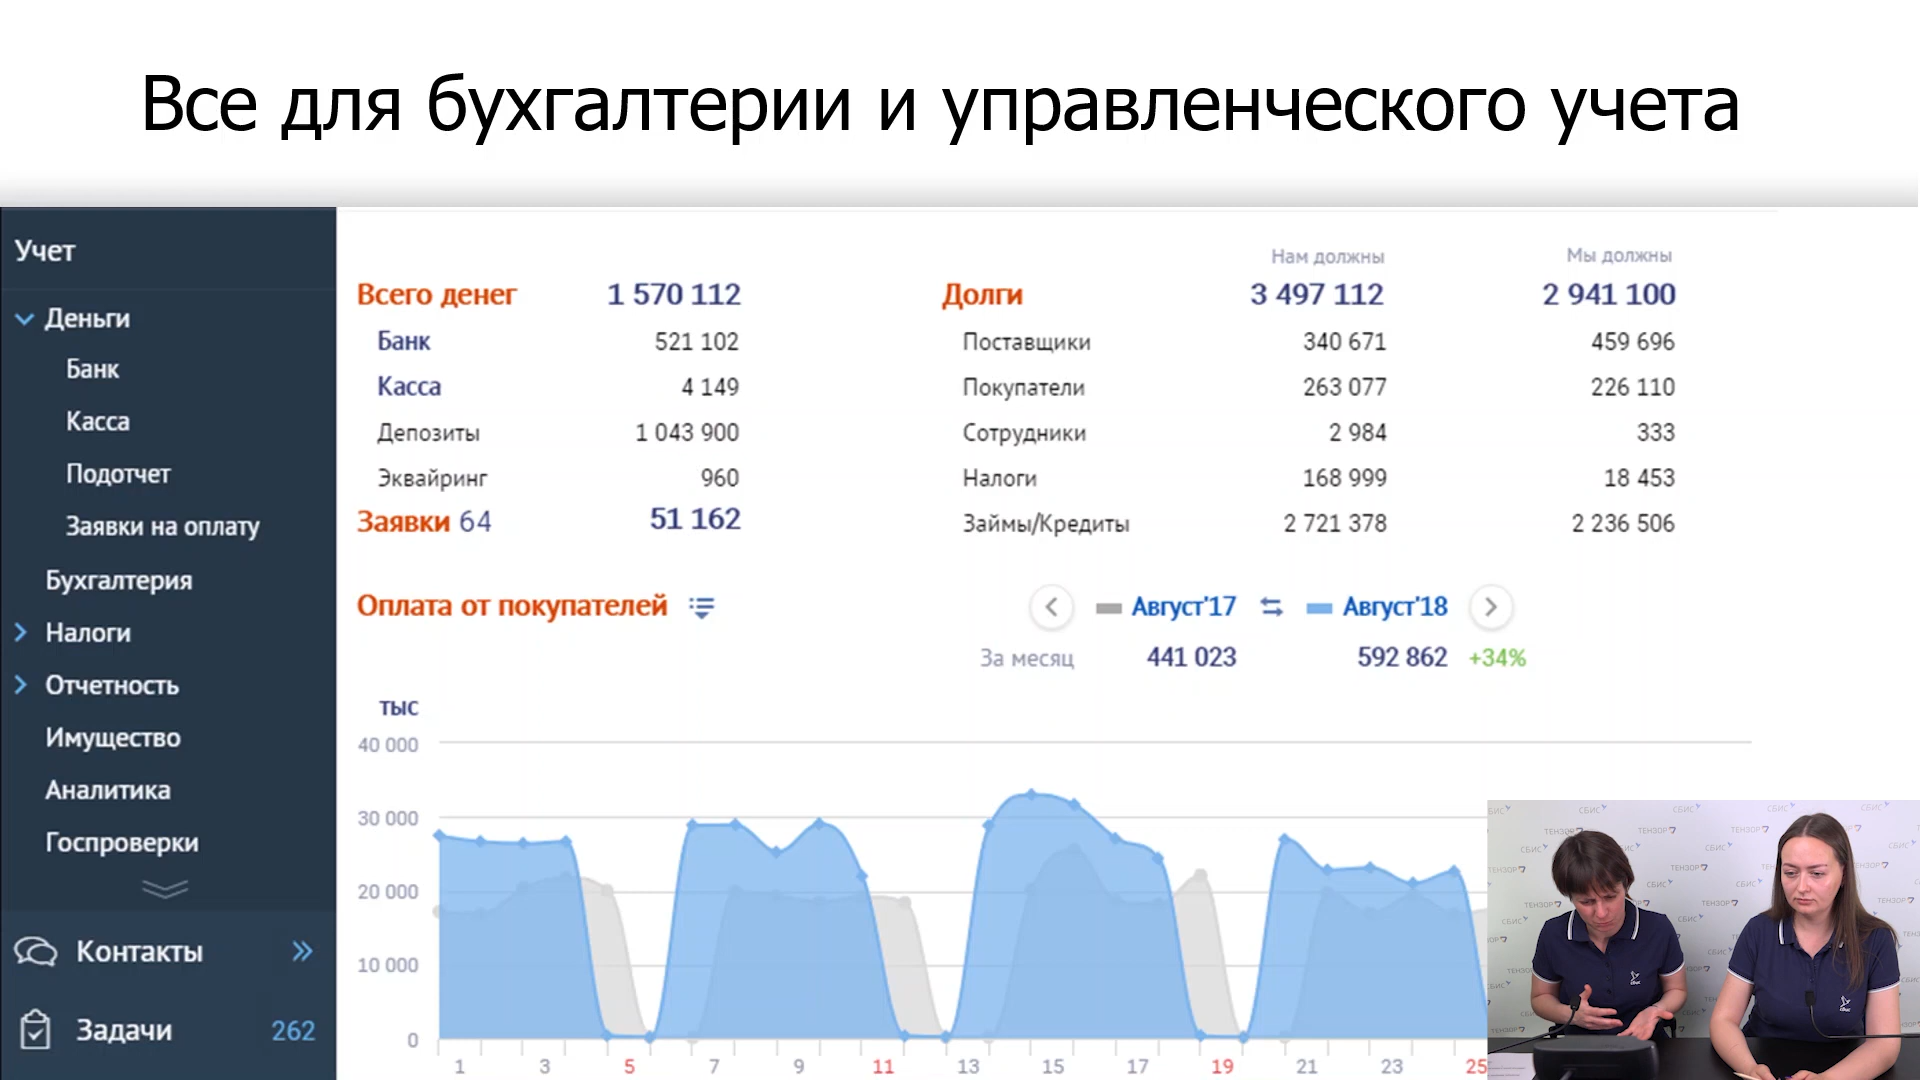 Все для бухгалтерии и управленческого учета
Учет
Деньги
Банк
Касса
Подотчет
Заявки на оплату
Бухгалтерия
Налоги
Отчетность
Имущество
Аналитика
Госпроверки
Контакты
Задачи 262
Нам должны Мы должны
Всего денег 1 570 112 Долги 3 497 112 2 941 100
Банк 521 102 Поставщики 340 671 459 696
Касса 4 149 Покупатели 263 077 226 110
Депозиты 1 043 900 Сотрудники 2 984 333
Эквайринг 960 Налоги 168 999 18 453
Заявки 64 51 162 Займы/Кредиты 2 721 378 2 236 506
Оплата от покупателей Август'17 Август'18
За месяц 441 023 592 862 +34%
тыс
40 000
30 000
20 000
10 000
0
1 3 5 7 9 11 13 15 17 19 21 23 25
СБИС
ТЕНЗОР